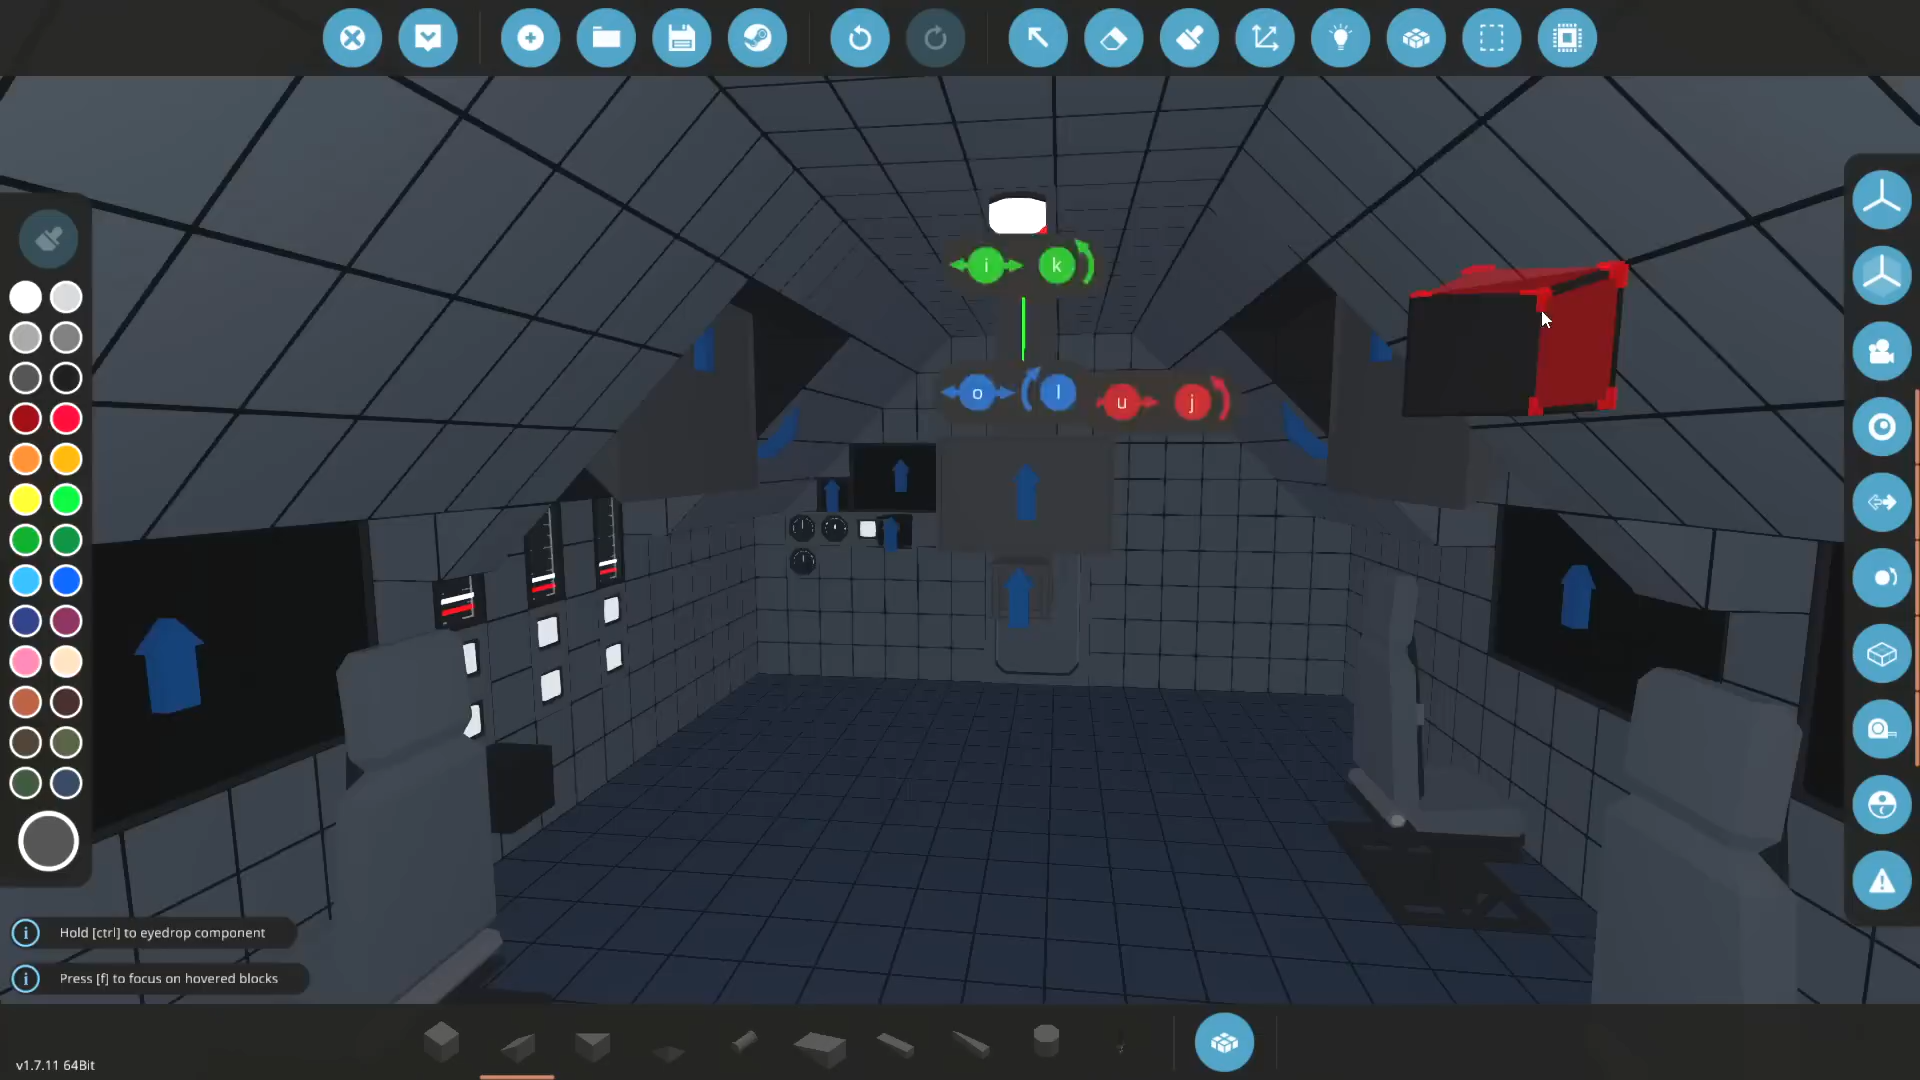 i k
o l u j
Hold [ctrl] to eyedrop component
Press [f] to focus on hovered blocks
v1.7.11 64Bit